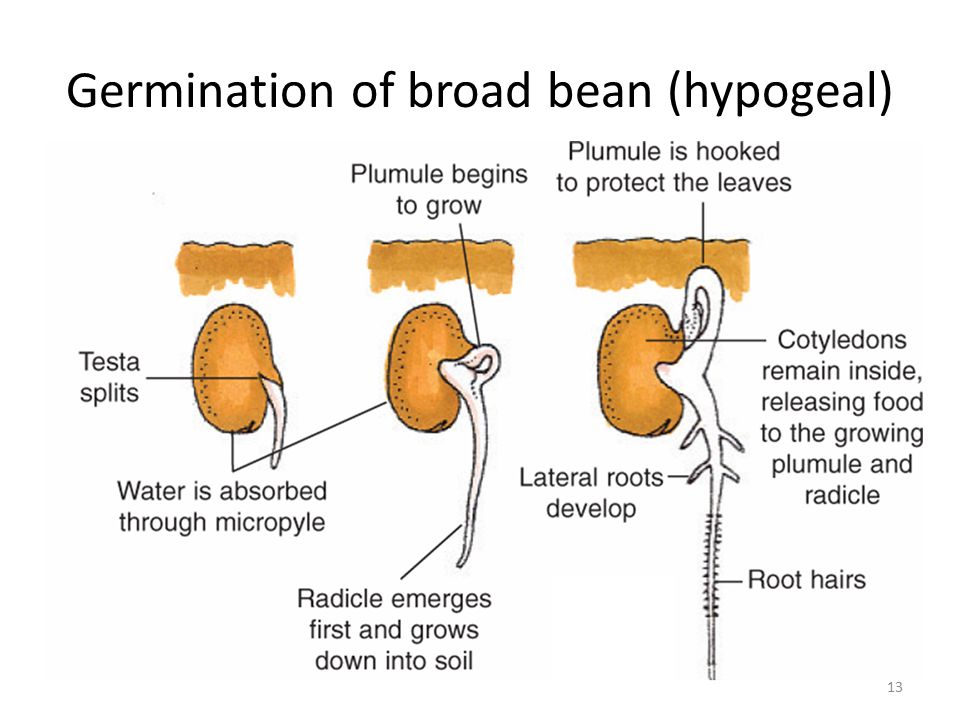 Germination of broad bean (hypogeal)
Plumule begins
to grow
Plumule is hooked
to protect the leaves
Testa
splits
Cotyledons
remain inside,
releasing food
to the growing
plumule and
radicle
Water is absorbed
through micropyle
Lateral roots
develop
Radicle emerges
first and grows
down into soil
Root hairs
13